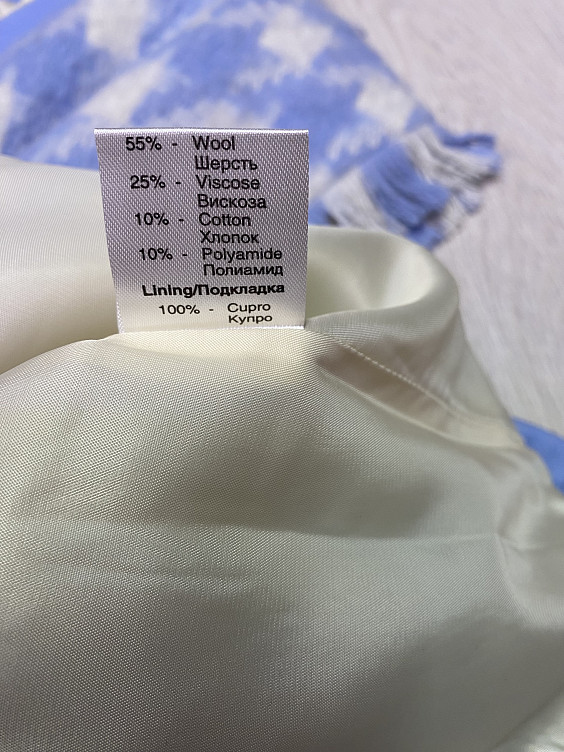 55% - Wool
Шерсть
25% - Viscose
Вискоза
10% - Cotton
Хлопок
10% - Polyamide
Полиамид
Lining/Подкладка
100% - Cupro
Купро